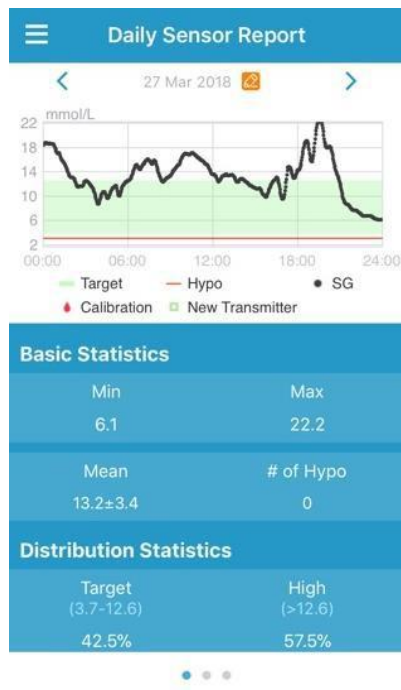 Daily Sensor Report
27 Mar 2018
mmol/L
22
18
14
10
6
2
00:00 06:00 12:00 18:00 24:00
Target Hypo SG
Calibration New Transmitter
Basic Statistics
Min Max
6.1 22.2
Mean # of Hypo
13.2±3.4 0
Distribution Statistics
Target High
(3.7-12.6) (>12.6)
42.5% 57.5%